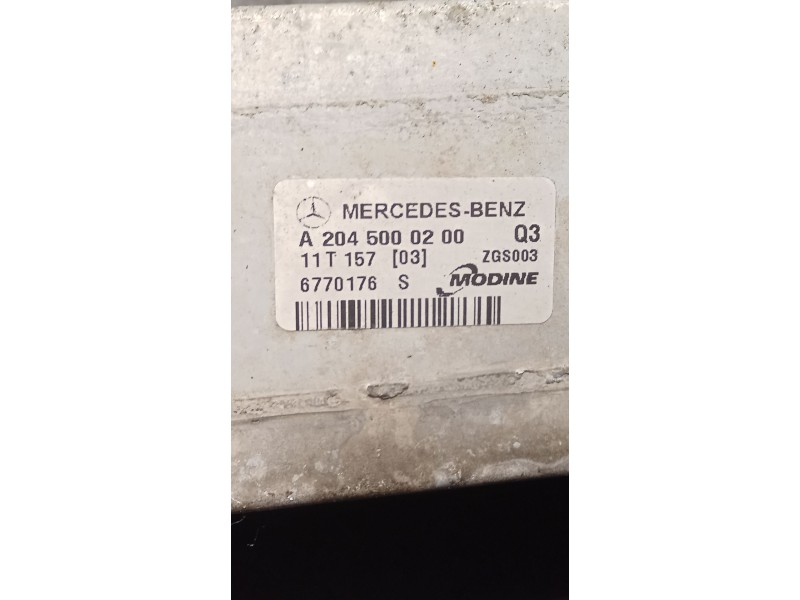 MERCEDES-BENZ
A 204 500 02 00 Q3
11T 157 [03] ZGS003
6770176 S MODINE